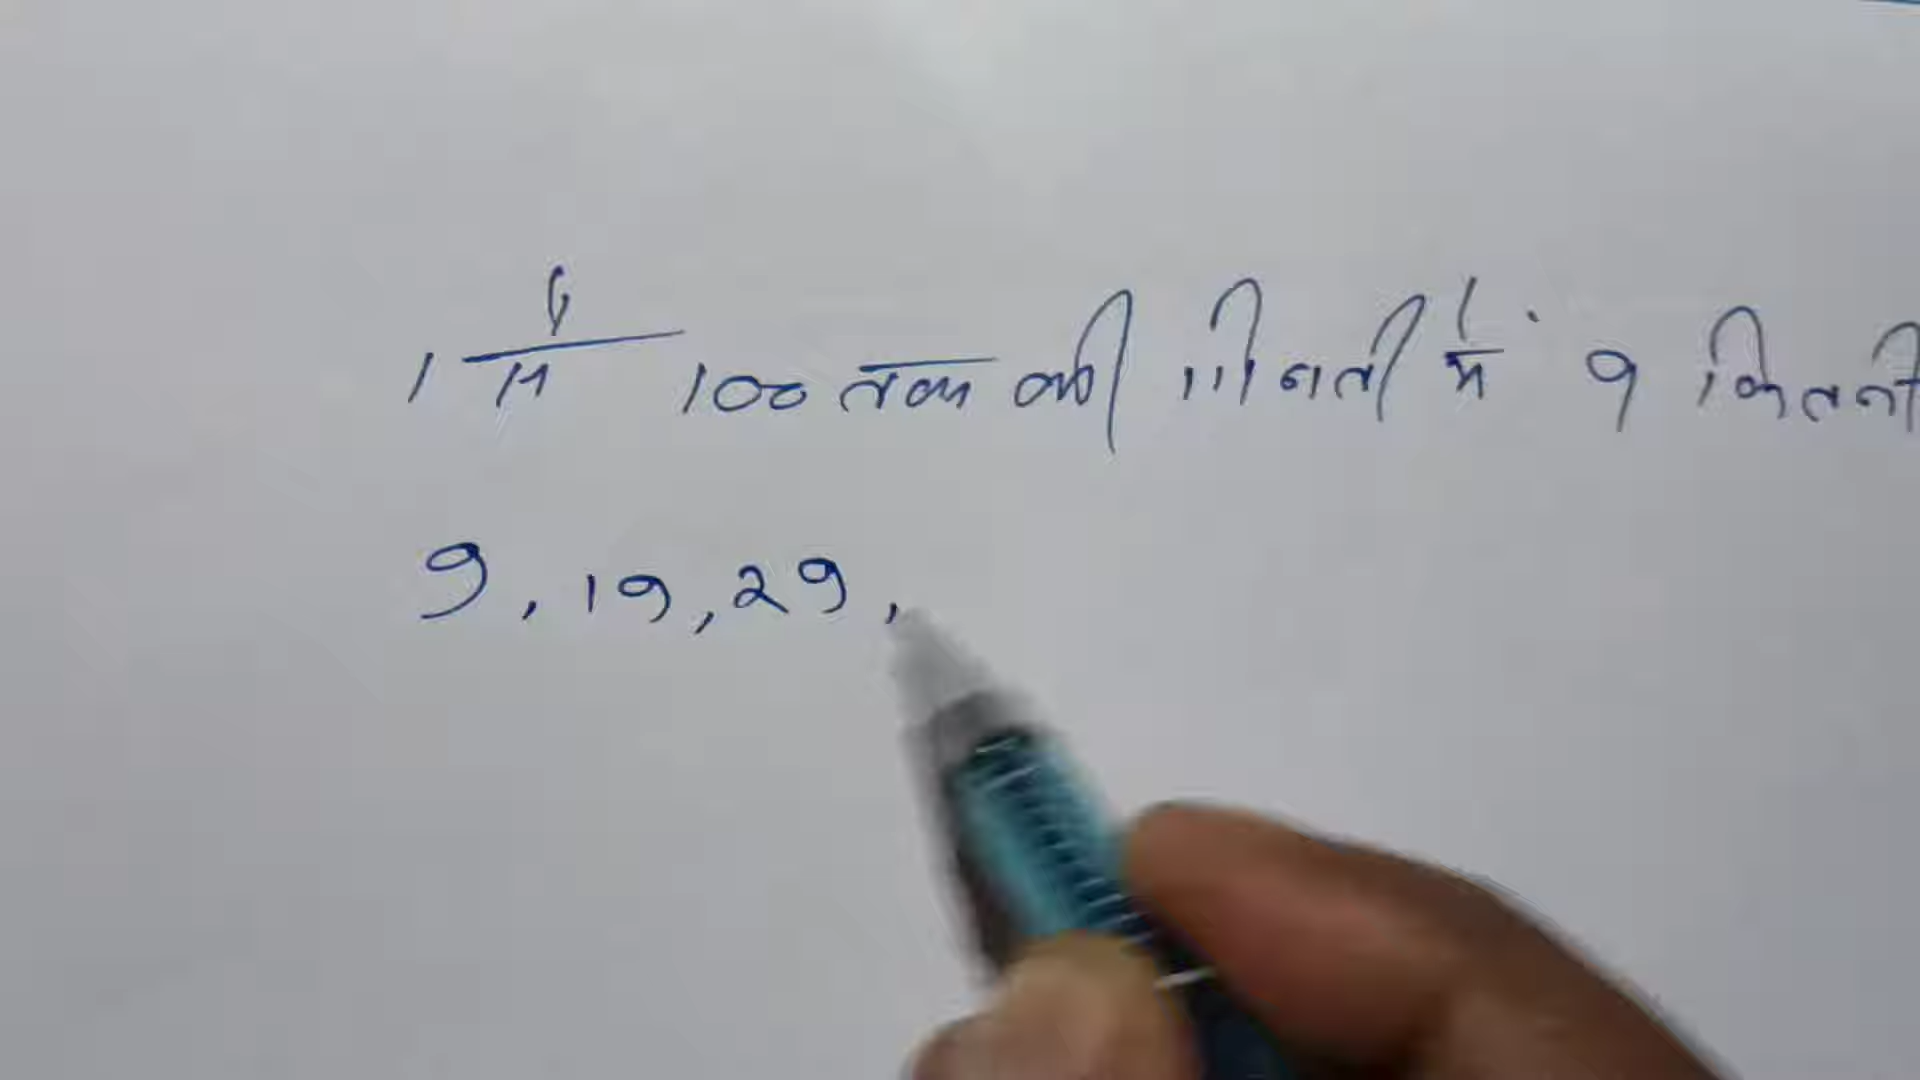 1 से 100 तक की गीनती में 9 कितनी
9, 19, 29,